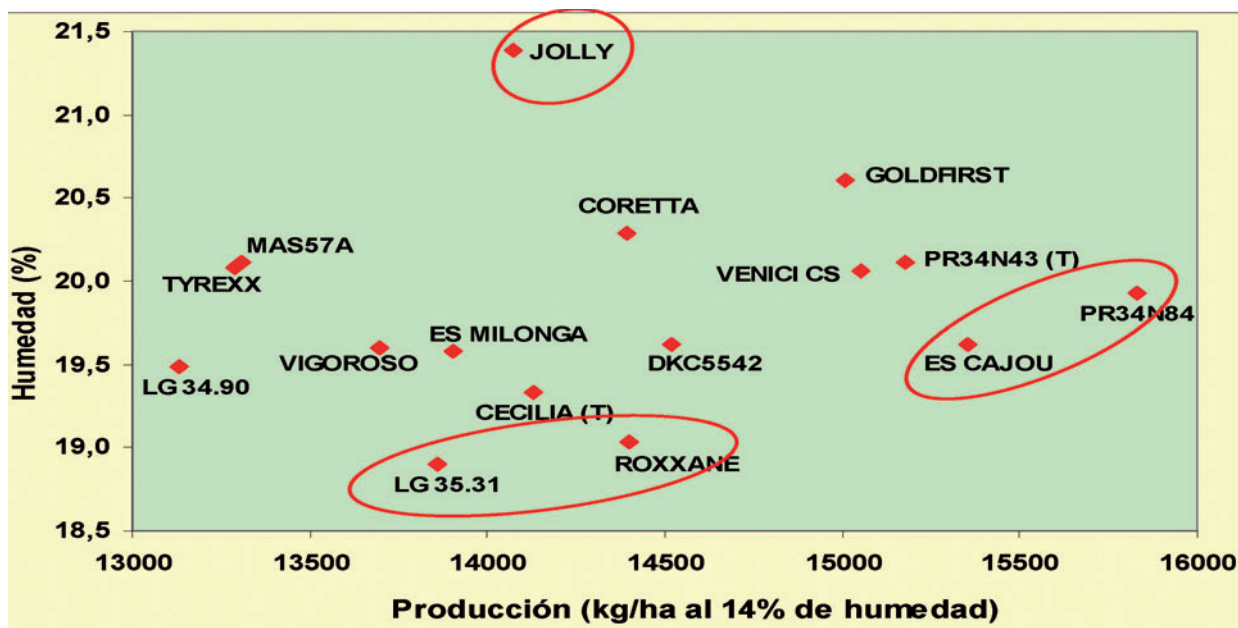 21,5
21,0
20,5
20,0
19,5
19,0
18,5
Humedad (%)
JOLLY
GOLDFIRST
CORETTA
MAS57A
TYREXX
VENICI CS
PR34N43 (T)
PR34N84
ES MILONGA
VIGOROSO
DKC5542
ES CAJOU
LG 34.90
CECILIA (T)
ROXXANE
LG 35.31
13000 13500 14000 14500 15000 15500 16000
Producción (kg/ha al 14% de humedad)